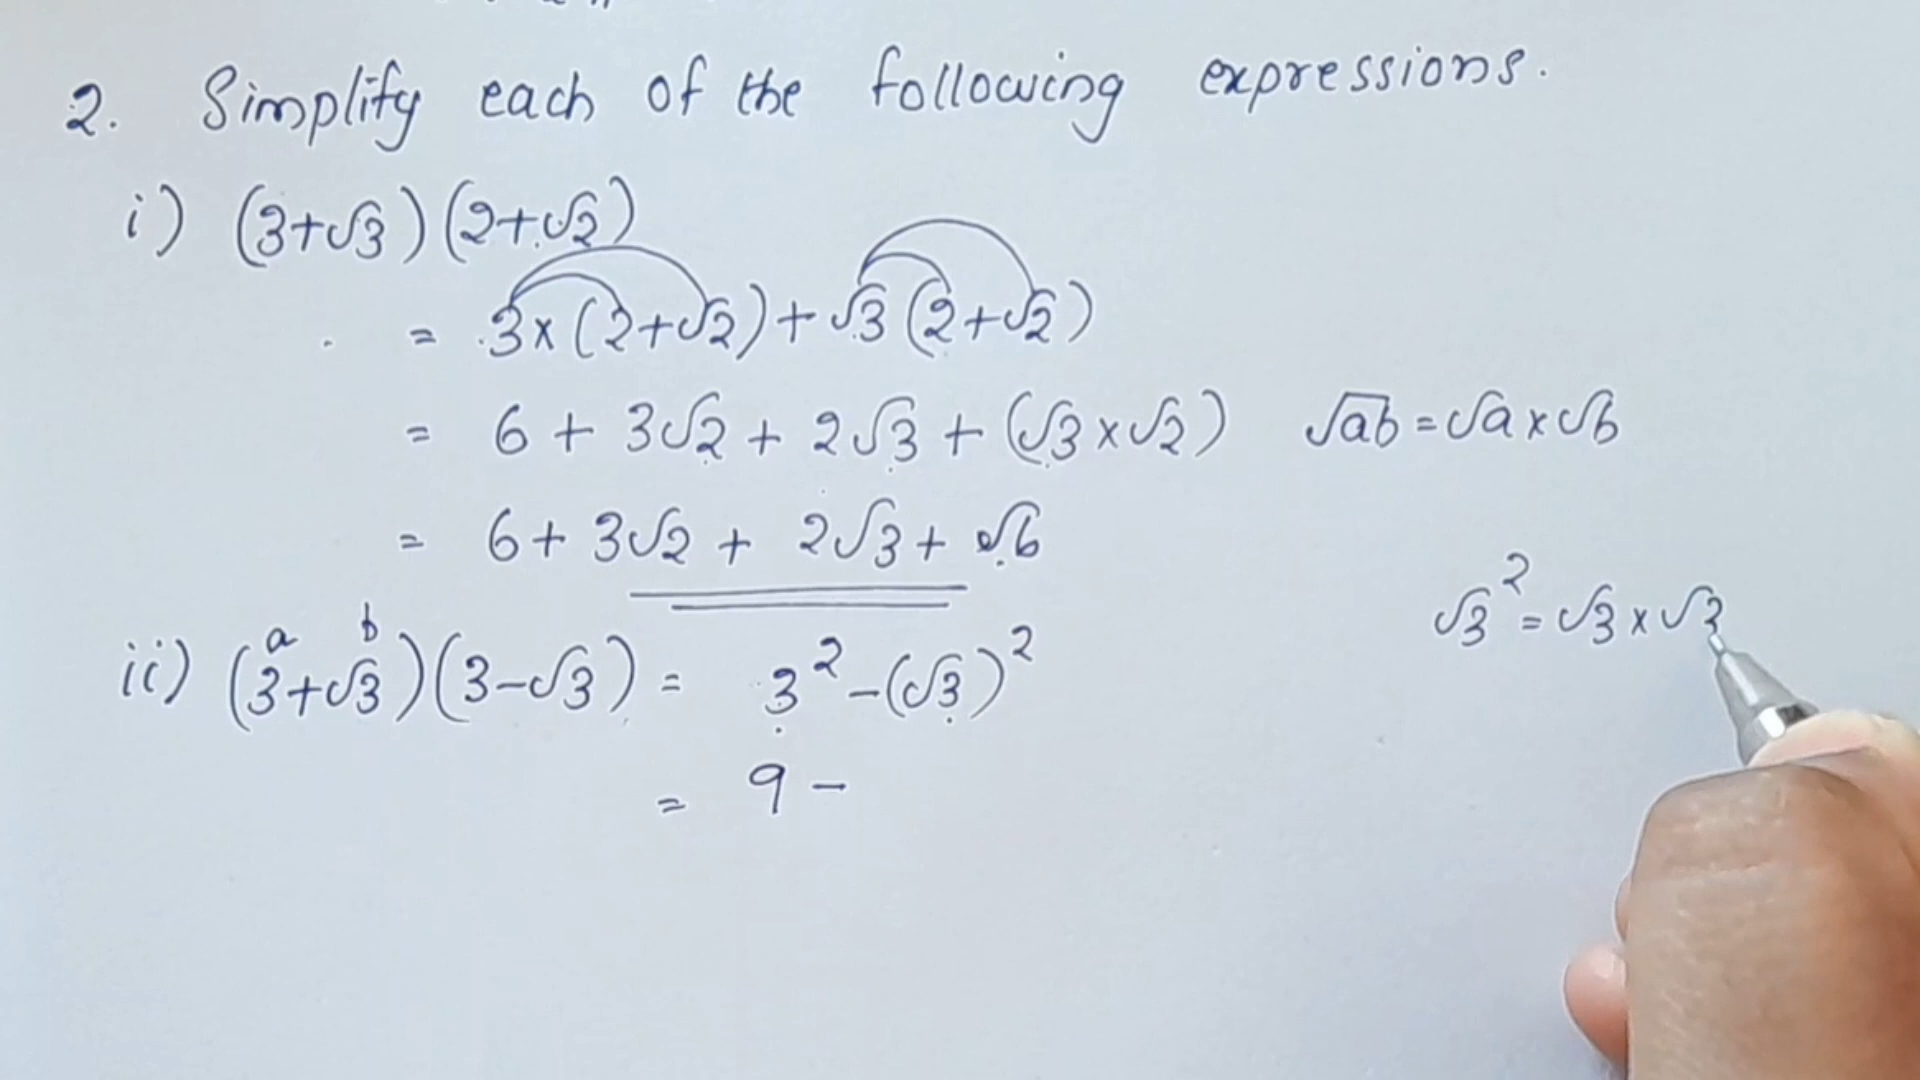 2. Simplify each of the following expressions.
i) (3+√3)(2+√2)
= 3×(2+√2)+√3(2+√2)
= 6 + 3√2 + 2√3 + (√3×√2) √ab = √a×√b
= 6+ 3√2 + 2√3 + √6
√3² = √3 × √3
a b
ii) (3+√3)(3-√3) = 3² -(√3)²
= 9 -